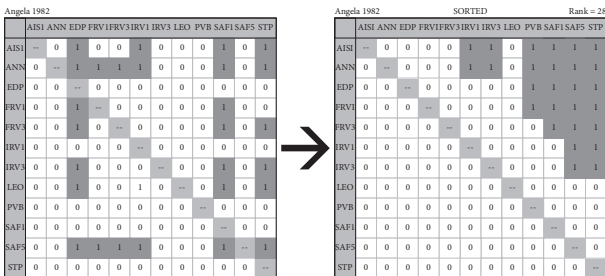 Angela 1982
AIS1 ANN EDP FRV1 FRV3 IRV1 IRV3 LEO PVB SAF1 SAF5 STP
AIS1 -- 0 1 0 0 1 0 0 0 1 0 1
ANN 0 -- 1 1 1 1 0 0 0 1 0 1
EDP 0 0 -- 0 0 0 0 0 0 0 0 0
FRV1 0 0 1 -- 0 0 0 0 0 1 0 0
FRV3 0 0 1 0 -- 0 0 0 0 1 0 1
IRV1 0 0 0 0 0 -- 0 0 0 0 0 0
IRV3 0 0 1 0 0 0 -- 0 0 1 0 1
LEO 0 0 1 0 0 1 0 -- 0 1 0 1
PVB 0 0 0 0 0 0 0 0 -- 0 0 0
SAF1 0 0 0 0 0 0 0 0 0 -- 0 0
SAF5 0 0 1 1 1 1 0 0 0 1 -- 1
STP 0 0 0 0 0 0 0 0 0 0 0 --
Angela 1982 SORTED Rank = 28
AISI ANN EDP FRV1 FRV3 IRV1 IRV3 LEO PVB SAF1 SAF5 STP
AISI -- 0 0 0 0 1 1 0 1 1 1 1
ANN 0 -- 0 0 0 1 1 0 1 1 1 1
EDP 0 0 -- 0 0 0 0 0 1 1 1 1
FRVI 0 0 0 -- 0 0 0 0 1 1 1 1
FRV3 0 0 0 0 -- 0 0 0 0 1 1 1
IRV1 0 0 0 0 0 -- 0 0 0 0 1 1
IRV3 0 0 0 0 0 0 -- 0 0 0 1 1
LEO 0 0 0 0 0 0 0 -- 0 0 0 0
PVB 0 0 0 0 0 0 0 0 -- 0 0 0
SAF1 0 0 0 0 0 0 0 0 0 -- 0 0
SAF5 0 0 0 0 0 0 0 0 0 0 -- 0
STP 0 0 0 0 0 0 0 0 0 0 0 --